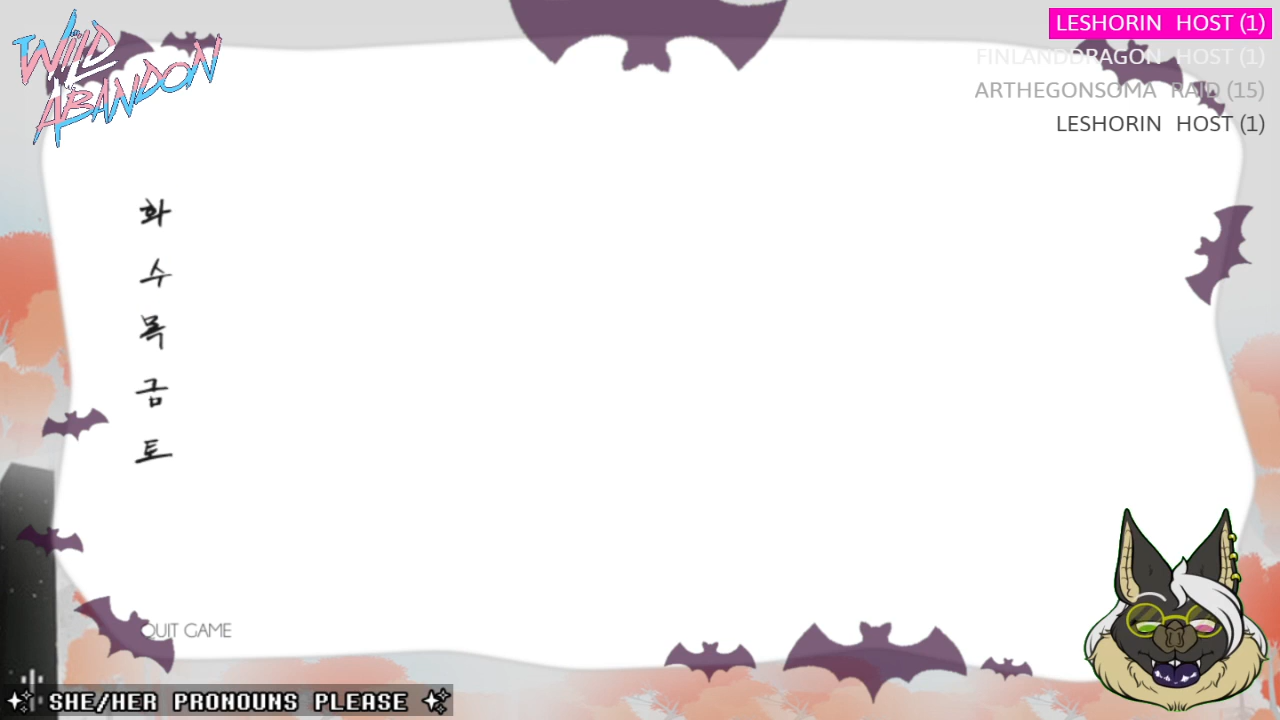 WILD
ABANDON
LESHORIN HOST (1)
FINLANDDRAGON HOST (1)
ARTHEGONSOMA RAID (15)
LESHORIN HOST (1)
화
수
목
금
토
QUIT GAME
SHE/HER PRONOUNS PLEASE